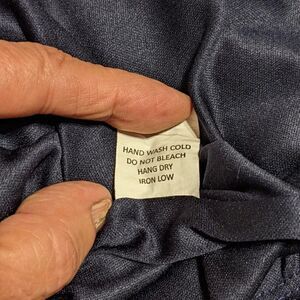 HAND WASH COLD
DO NOT BLEACH
HANG DRY
IRON LOW